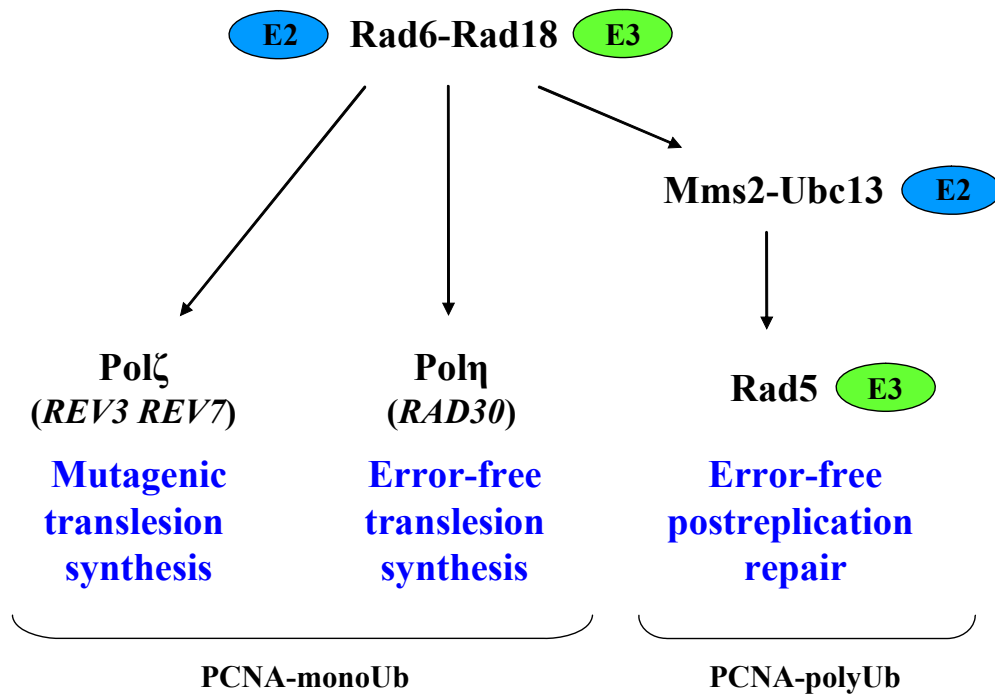 E2 Rad6-Rad18 E3
Mms2-Ubc13 E2
Polζ
(REV3 REV7)
Polη
(RAD30)
Rad5 E3
Mutagenic
translesion
synthesis
Error-free
translesion
synthesis
Error-free
postreplication
repair
PCNA-monoUb
PCNA-polyUb